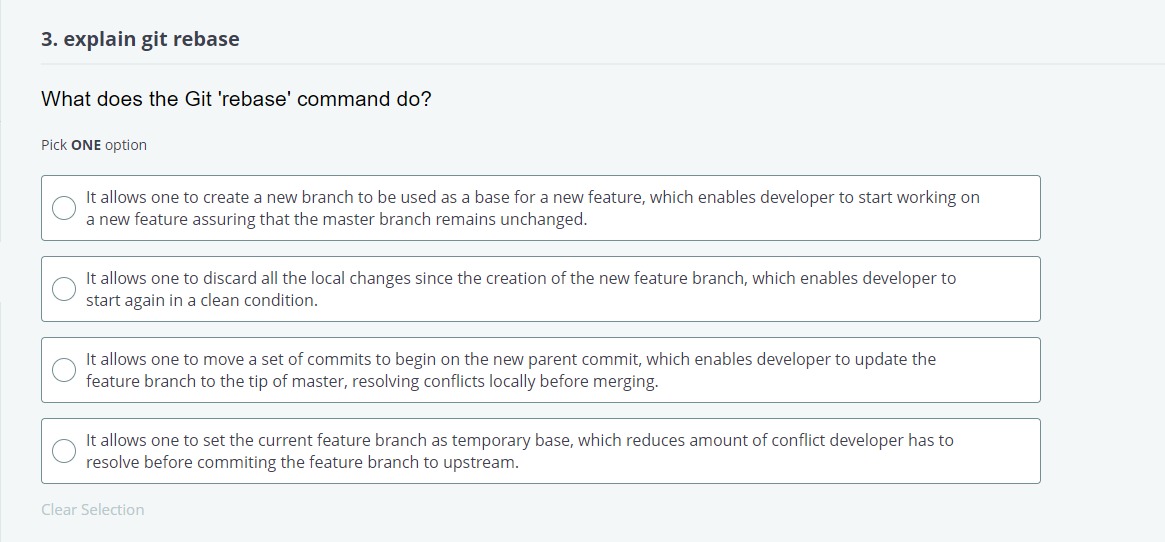 3. explain git rebase
What does the Git 'rebase' command do?
Pick ONE option
It allows one to create a new branch to be used as a base for a new feature, which enables developer to start working on
a new feature assuring that the master branch remains unchanged.
It allows one to discard all the local changes since the creation of the new feature branch, which enables developer to
start again in a clean condition.
It allows one to move a set of commits to begin on the new parent commit, which enables developer to update the
feature branch to the tip of master, resolving conflicts locally before merging.
It allows one to set the current feature branch as temporary base, which reduces amount of conflict developer has to
resolve before commiting the feature branch to upstream.
Clear Selection